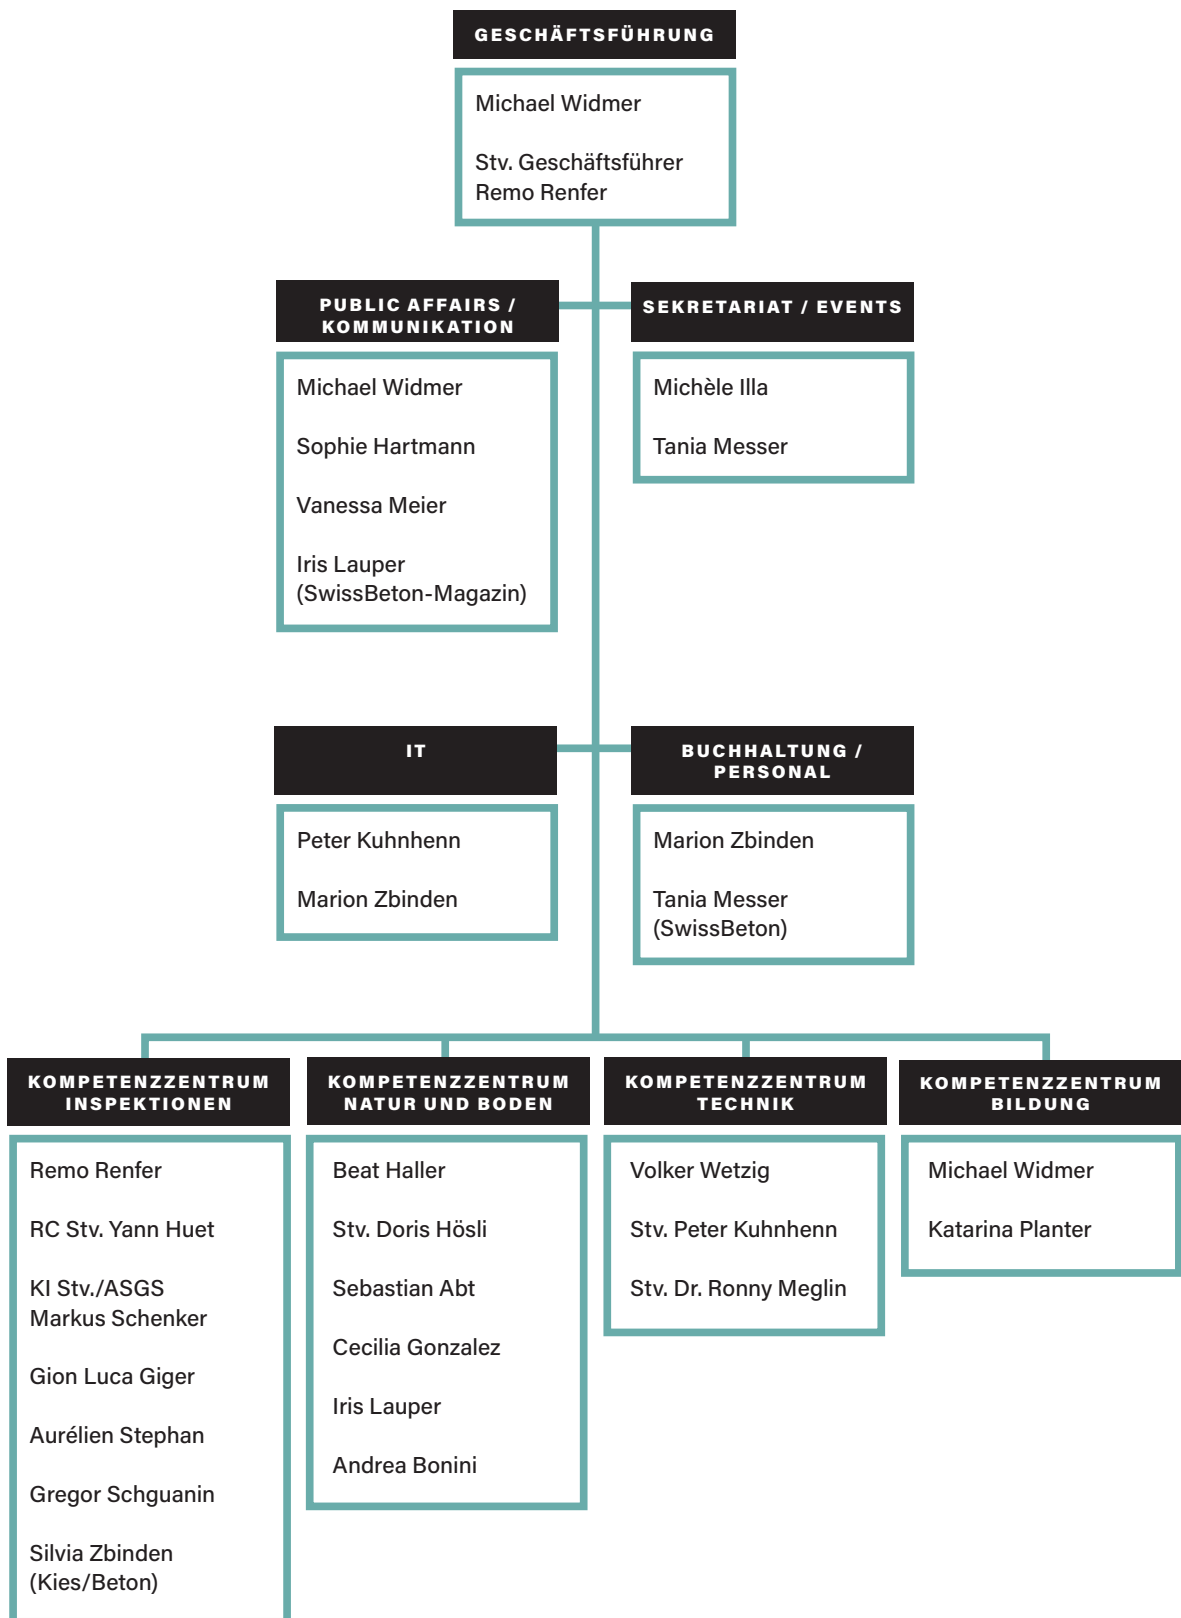 GESCHÄFTSFÜHRUNG
Michael Widmer
Stv. Geschäftsführer
Remo Renfer
PUBLIC AFFAIRS /
KOMMUNIKATION
Michael Widmer
Sophie Hartmann
Vanessa Meier
Iris Lauper
(SwissBeton-Magazin)
SEKRETARIAT / EVENTS
Michèle Illa
Tania Messer
IT
Peter Kuhnhenn
Marion Zbinden
BUCHHALTUNG /
PERSONAL
Marion Zbinden
Tania Messer
(SwissBeton)
KOMPETENZZENTRUM
INSPEKTIONEN
Remo Renfer
RC Stv. Yann Huet
KI Stv./ASGS
Markus Schenker
Gion Luca Giger
Aurélien Stephan
Gregor Schguanin
Silvia Zbinden
(Kies/Beton)
KOMPETENZZENTRUM
NATUR UND BODEN
Beat Haller
Stv. Doris Hösli
Sebastian Abt
Cecilia Gonzalez
Iris Lauper
Andrea Bonini
KOMPETENZZENTRUM
TECHNIK
Volker Wetzig
Stv. Peter Kuhnhenn
Stv. Dr. Ronny Meglin
KOMPETENZZENTRUM
BILDUNG
Michael Widmer
Katarina Planter